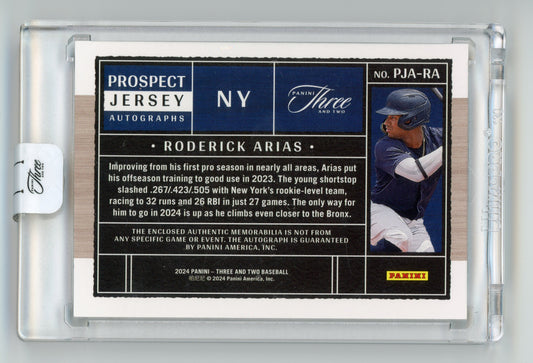 PROSPECT
JERSEY
AUTOGRAPHS
NY
PANINI
Three
AND TWO
NO. PJA-RA
• RODERICK ARIAS •
Improving from his first pro season in nearly all areas, Arias put
his offseason training to good use in 2023. The young shortstop
slashed .267/.423/.505 with New York's rookie-level team,
racing to 32 runs and 26 RBI in just 27 games. The only way for
him to go in 2024 is up as he climbs even closer to the Bronx.
THE ENCLOSED AUTHENTIC MEMORABILIA IS NOT FROM
ANY SPECIFIC GAME OR EVENT. THE AUTOGRAPH IS GUARANTEED
BY PANINI AMERICA, INC.
2024 PANINI – THREE AND TWO BASEBALL
帕尼尼 © 2024 Panini America, Inc.
PANINI
Three